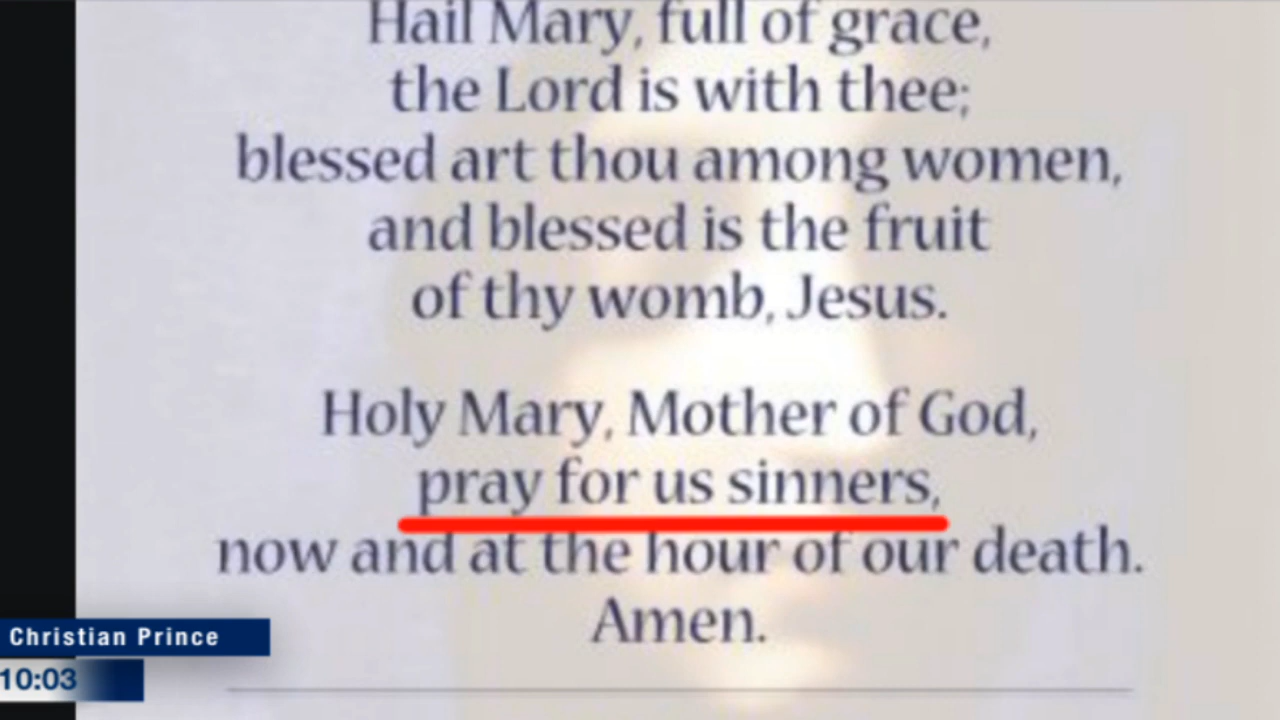 Hail Mary, full of grace,
the Lord is with thee;
blessed art thou among women,
and blessed is the fruit
of thy womb, Jesus.
Holy Mary, Mother of God,
pray for us sinners,
now and at the hour of our death.
Amen.
Christian Prince
10:03